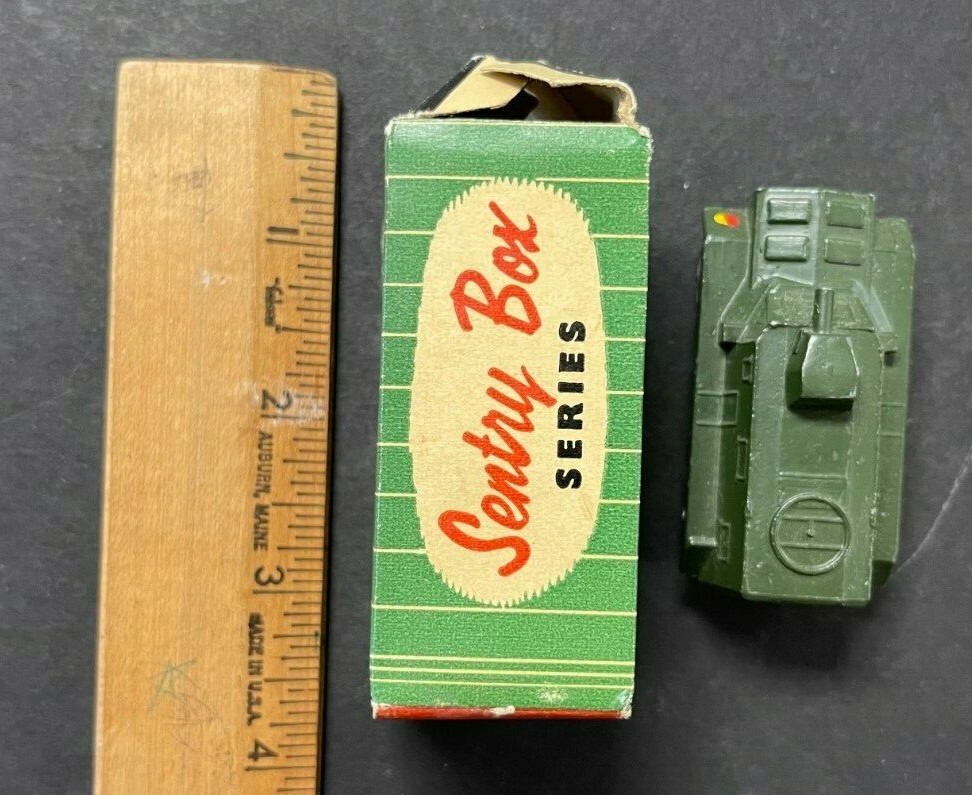 1
2
AUBURN, MAINE
3
MADE IN U.S.A.
4
Sentry Box
SERIES